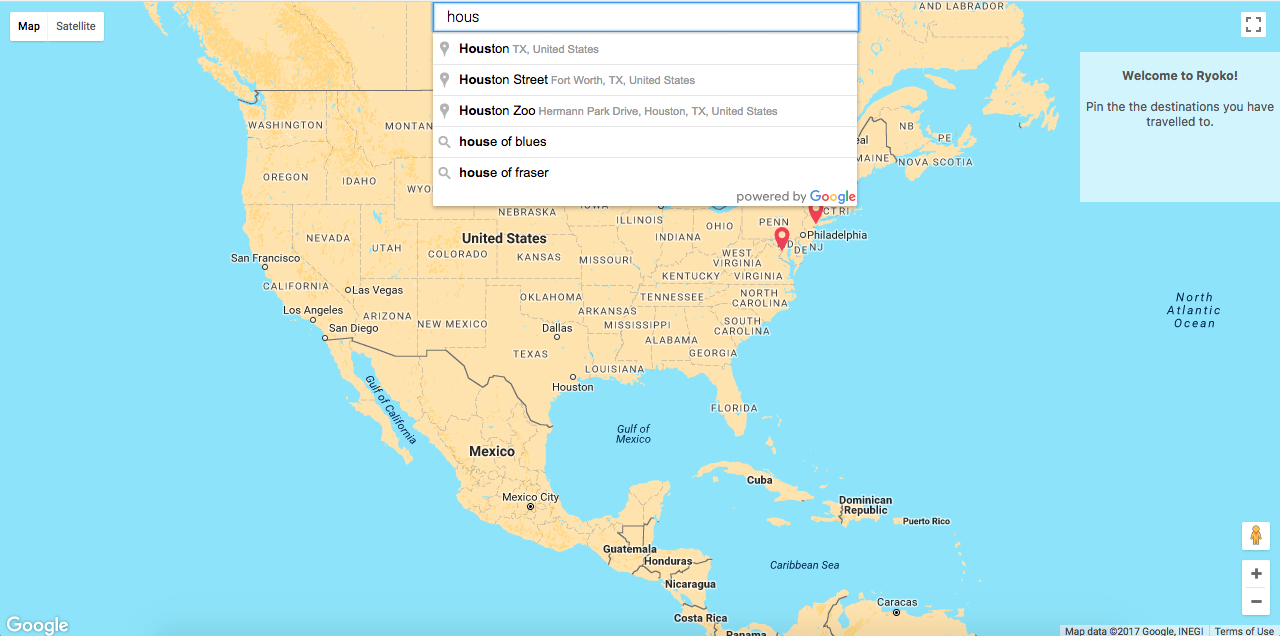 Map
Satellite
hous
Houston TX, United States
Houston Street Fort Worth, TX, United States
Houston Zoo Hermann Park Drive, Houston, TX, United States
house of blues
house of fraser
powered by Google
Welcome to Ryoko!
Pin the the destinations you have
travelled to.
AND LABRADOR
WASHINGTON
MONTAN
NB
PE
eal
MAINE
NOVA SCOTIA
OREGON
IDAHO
WYO
IOWA
CTRI
NEBRASKA
ILLINOIS
OHIO
PENN
NEVADA
United States
INDIANA
D
Philadelphia
UTAH
COLORADO
KANSAS
MISSOURI
WEST
VIRGINIA
DE
NJ
San Francisco
KENTUCKY
VIRGINIA
CALIFORNIA
Las Vegas
OKLAHOMA
TENNESSEE
NORTH
CAROLINA
North
Atlantic
Ocean
Los Angeles
ARIZONA
NEW MEXICO
ARKANSAS
San Diego
Dallas
MISSISSIPPI
SOUTH
CAROLINA
ALABAMA
TEXAS
GEORGIA
LOUISIANA
Houston
Gulf of California
FLORIDA
Gulf of
Mexico
Mexico
Cuba
Mexico City
Dominican
Republic
Puerto Rico
Guatemala
Honduras
Caribbean Sea
Nicaragua
Caracas
Costa Rica
Panama
+
−
Google
Map data ©2017 Google, INEGI
Terms of Use